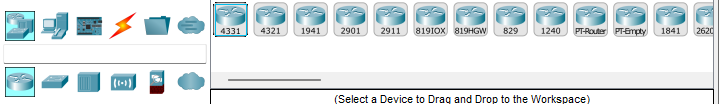 4331 4321 1941 2901 2911 819IOX 819HGW 829 1240 PT-Router PT-Empty 1841 2620
(Select a Device to Drag and Drop to the Workspace)